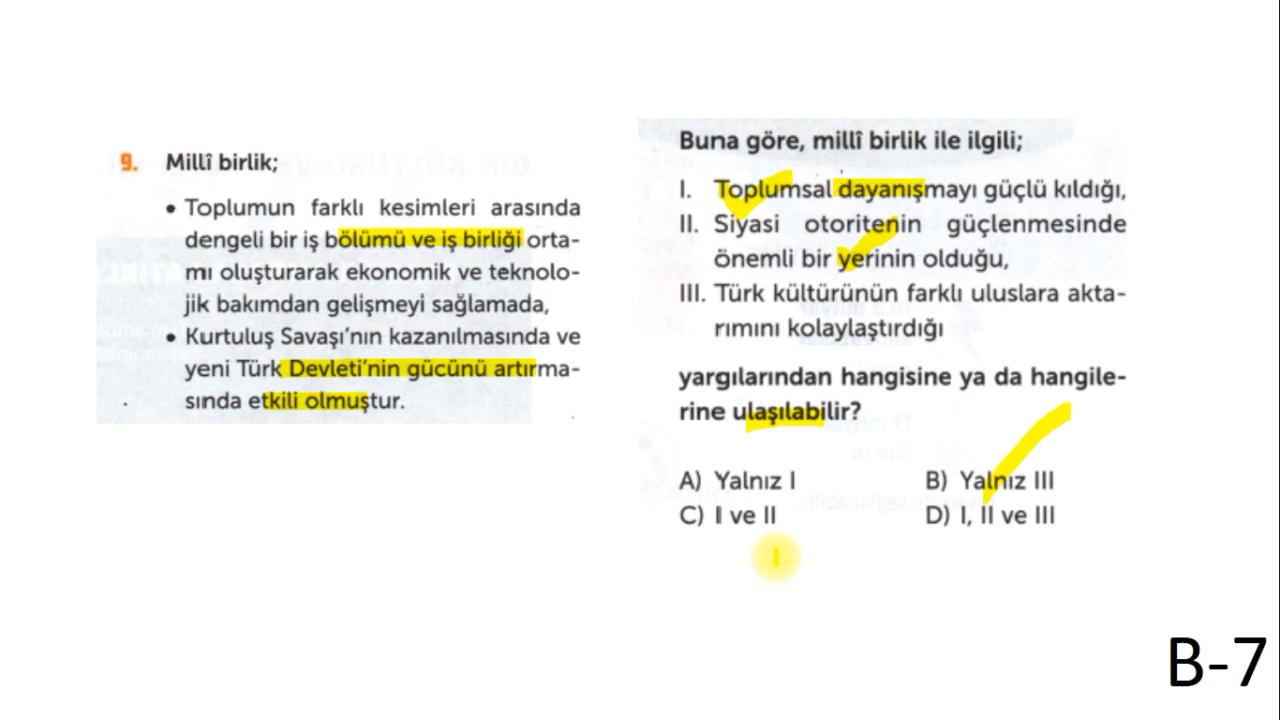 9. Millî birlik;
• Toplumun farklı kesimleri arasında
dengeli bir iş bölümü ve iş birliği orta-
mı oluşturarak ekonomik ve teknolo-
jik bakımdan gelişmeyi sağlamada,
• Kurtuluş Savaşı'nın kazanılmasında ve
yeni Türk Devleti'nin gücünü artırma-
sında etkili olmuştur.
Buna göre, millî birlik ile ilgili;
I. Toplumsal dayanışmayı güçlü kıldığı,
II. Siyasi otoritenin güçlenmesinde
önemli bir yerinin olduğu,
III. Türk kültürünün farklı uluslara akta-
rımını kolaylaştırdığı
yargılarından hangisine ya da hangile-
rine ulaşılabilir?
A) Yalnız I B) Yalnız III
C) I ve II D) I, II ve III
B-7